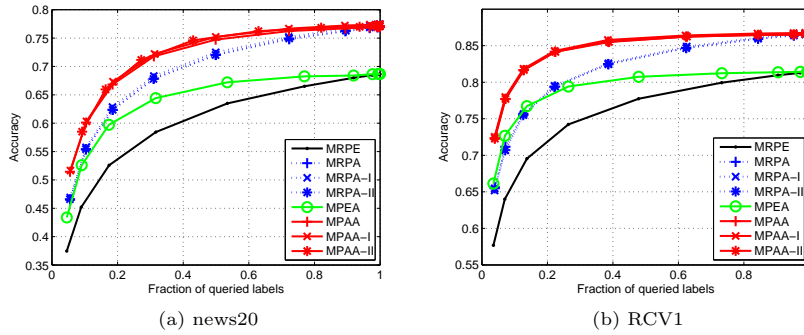 0.8
0.75
0.7
0.65
0.6
0.55
0.5
0.45
0.4
0.35
Accuracy
0 0.2 0.4 0.6 0.8 1
Fraction of queried labels
MRPE
MRPA
MRPA-I
MRPA-II
MPEA
MPAA
MPAA-I
MPAA-II
(a) news20
0.85
0.8
0.75
0.7
0.65
0.6
0.55
Accuracy
0 0.2 0.4 0.6 0.8
Fraction of queried labels
MRPE
MRPA
MRPA-I
MRPA-II
MPEA
MPAA
MPAA-I
MPAA-II
(b) RCV1